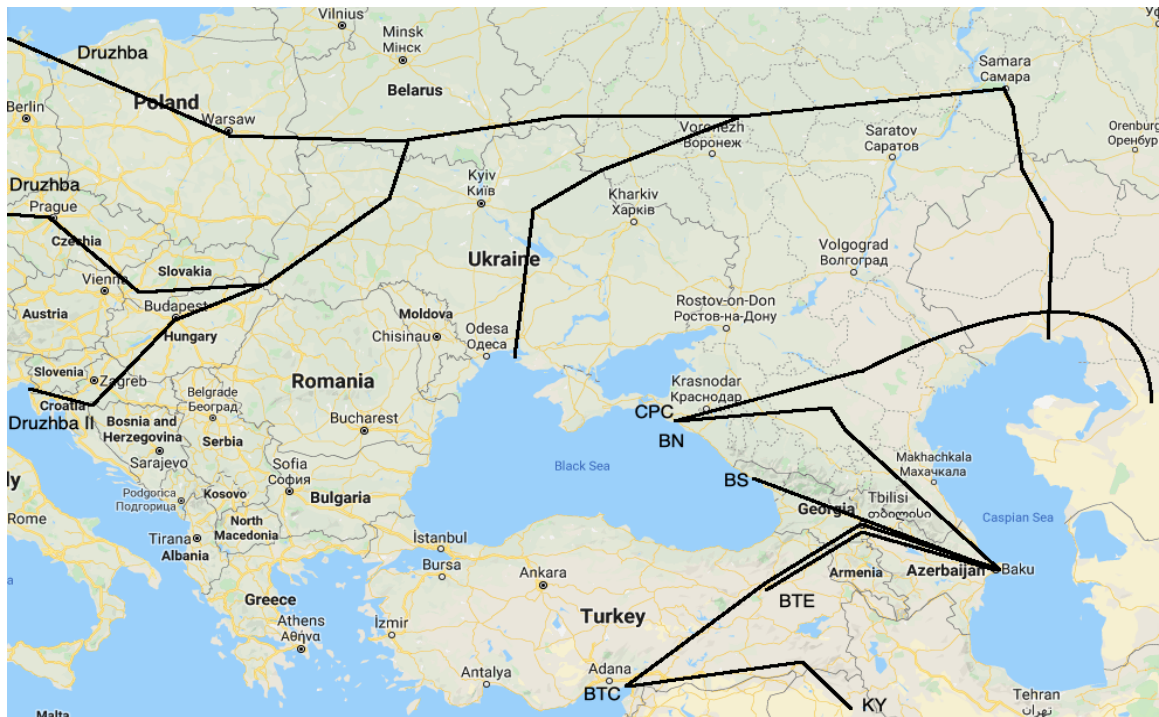 Vilnius
Уф
Druzhba
Minsk
Мінск
Samara
Самара
Belarus
Berlin
Poland
Warsaw
Voronezh
Воронеж
Saratov
Саратов
Orenburg
Оренбург
Kyiv
Київ
Druzhba
Prague
Kharkiv
Харків
Czechia
Volgograd
Волгоград
Ukraine
Slovakia
Vienna
Budapest
Rostov-on-Don
Ростов-на-Дону
Austria
Moldova
Hungary
Chisinau
Odesa
Одеса
Slovenia
Zagreb
Romania
Krasnodar
Краснодар
Belgrade
Београд
Croatia
CPC
Druzhba II
Bosnia and
Herzegovina
Bucharest
BN
Serbia
Sarajevo
Makhachkala
Махачкала
Sofia
София
Black Sea
ly
BS
Podgorica
Подгорица
Kosovo
Bulgaria
Tbilisi
თბილისი
Georgia
Rome
North
Macedonia
Caspian Sea
Tirana
Albania
İstanbul
Bursa
Ankara
Armenia
Azerbaijan
Baku
Greece
BTE
Turkey
Athens
Αθήνα
İzmir
Antalya
Adana
BTC
KY
Tehran
تهران
Malta